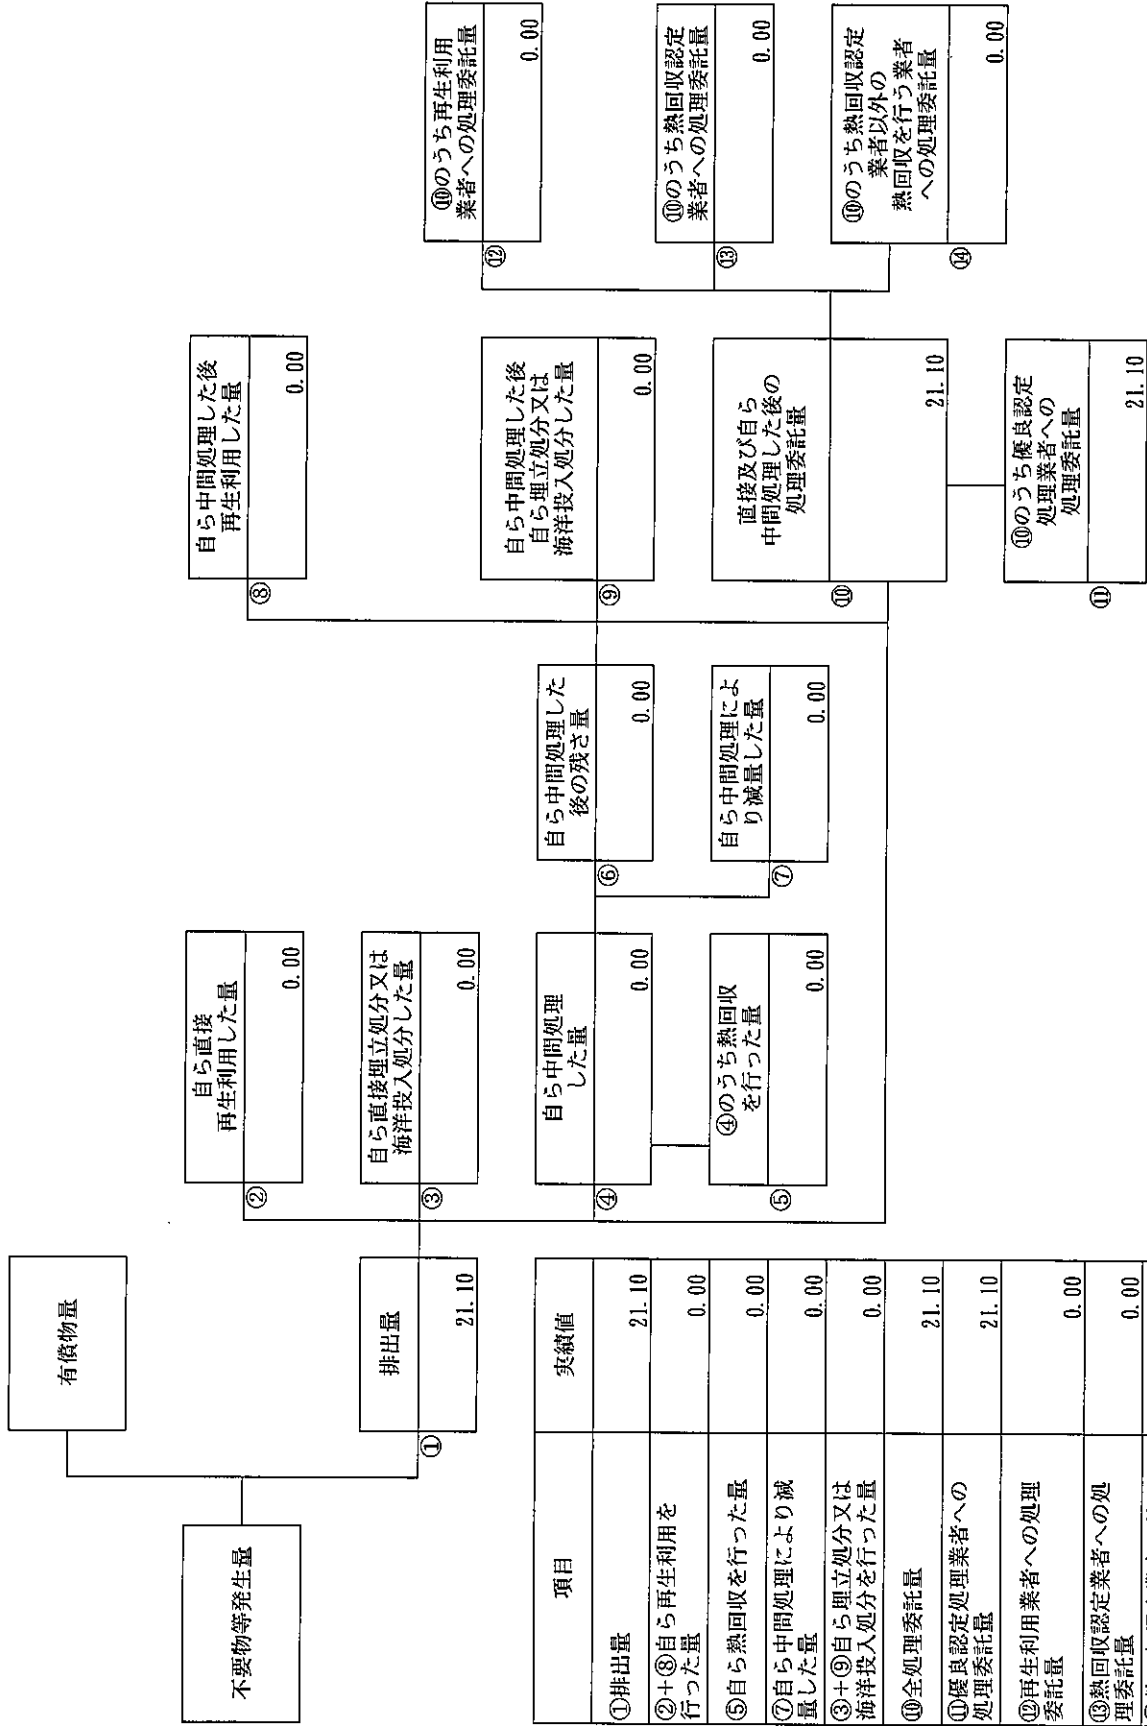 不要物等発生量
有償物量
①
排出量
21.10
②
自ら直接
再生利用した量
0.00
③
自ら直接埋立処分又は
海洋投入処分した量
0.00
④
自ら中間処理
した量
0.00
⑤
④のうち熱回収
を行った量
0.00
⑥
自ら中間処理した
後の残さ量
0.00
⑦
自ら中間処理によ
り減量した量
0.00
⑧
自ら中間処理した後
再生利用した量
0.00
⑨
自ら中間処理した後
自ら埋立処分又は
海洋投入処分した量
0.00
⑩
直接及び自ら
中間処理した後の
処理委託量
21.10
⑪
⑩のうち優良認定
処理業者への
処理委託量
21.10
⑫
⑩のうち再生利用
業者への処理委託量
0.00
⑬
⑩のうち熱回収認定
業者への処理委託量
0.00
⑭
⑩のうち熱回収認定
業者以外の
熱回収を行う業者
への処理委託量
0.00
項目 実績値
①排出量 21.10
②+⑧自ら再生利用を
行った量 0.00
⑤自ら熱回収を行った量 0.00
⑦自ら中間処理により減
量した量 0.00
③+⑨自ら埋立処分又は
海洋投入処分を行った量 0.00
⑩全処理委託量 21.10
⑪優良認定処理業者への
処理委託量 21.10
⑫再生利用業者への処理
委託量 0.00
⑬熱回収認定業者への処
理委託量 0.00